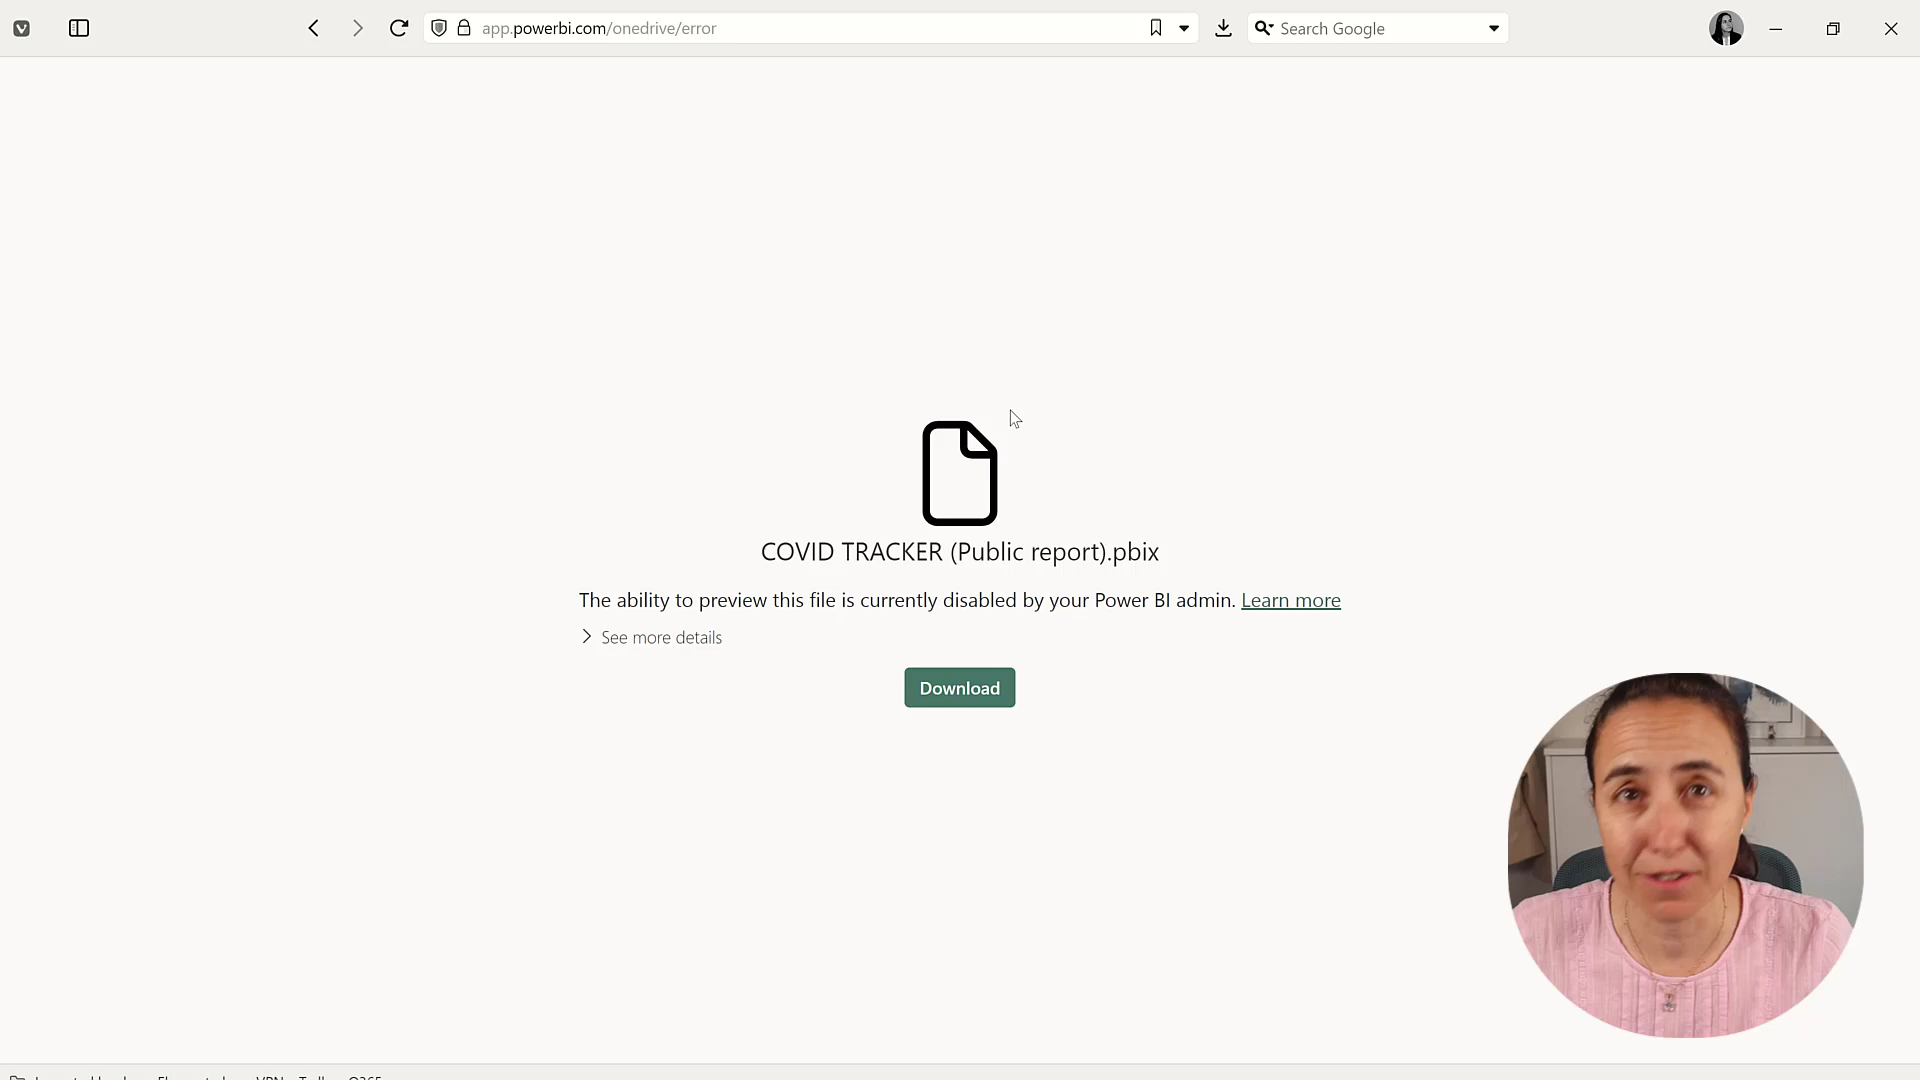 app.powerbi.com/onedrive/error
Search Google
COVID TRACKER (Public report).pbix
The ability to preview this file is currently disabled by your Power BI admin. Learn more
See more details
Download